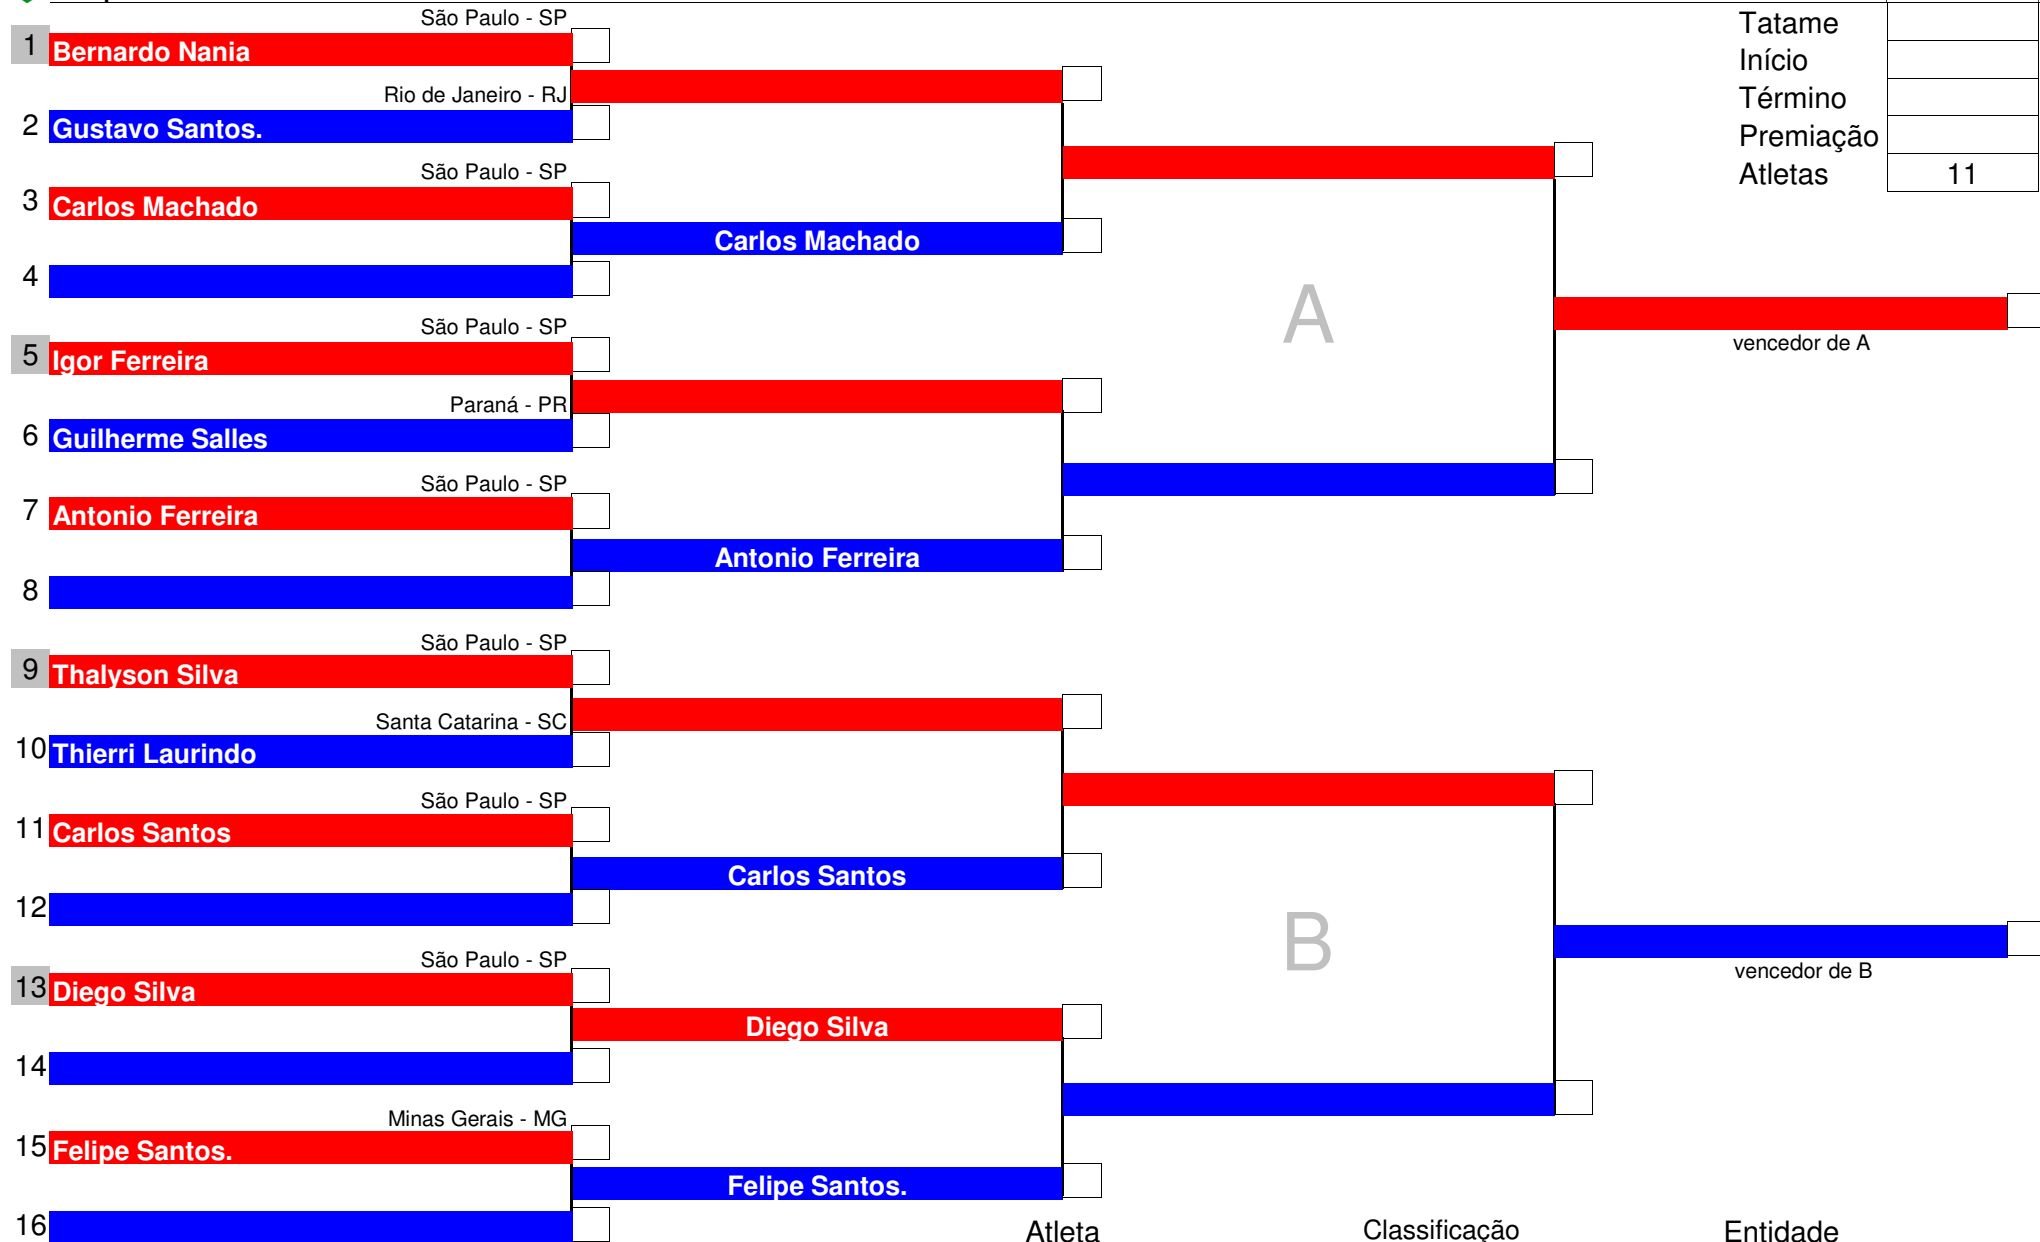 São Paulo - SP
1 Bernardo Nania
Rio de Janeiro - RJ
2 Gustavo Santos.
São Paulo - SP
3 Carlos Machado
Carlos Machado
4
São Paulo - SP
5 Igor Ferreira
Paraná - PR
6 Guilherme Salles
São Paulo - SP
7 Antonio Ferreira
Antonio Ferreira
8
São Paulo - SP
9 Thalyson Silva
Santa Catarina - SC
10 Thierri Laurindo
São Paulo - SP
11 Carlos Santos
Carlos Santos
12
São Paulo - SP
13 Diego Silva
Diego Silva
14
Minas Gerais - MG
15 Felipe Santos.
Felipe Santos.
16
A
vencedor de A
B
vencedor de B
Tatame
Início
Término
Premiação
Atletas 11
Atleta Classificação Entidade